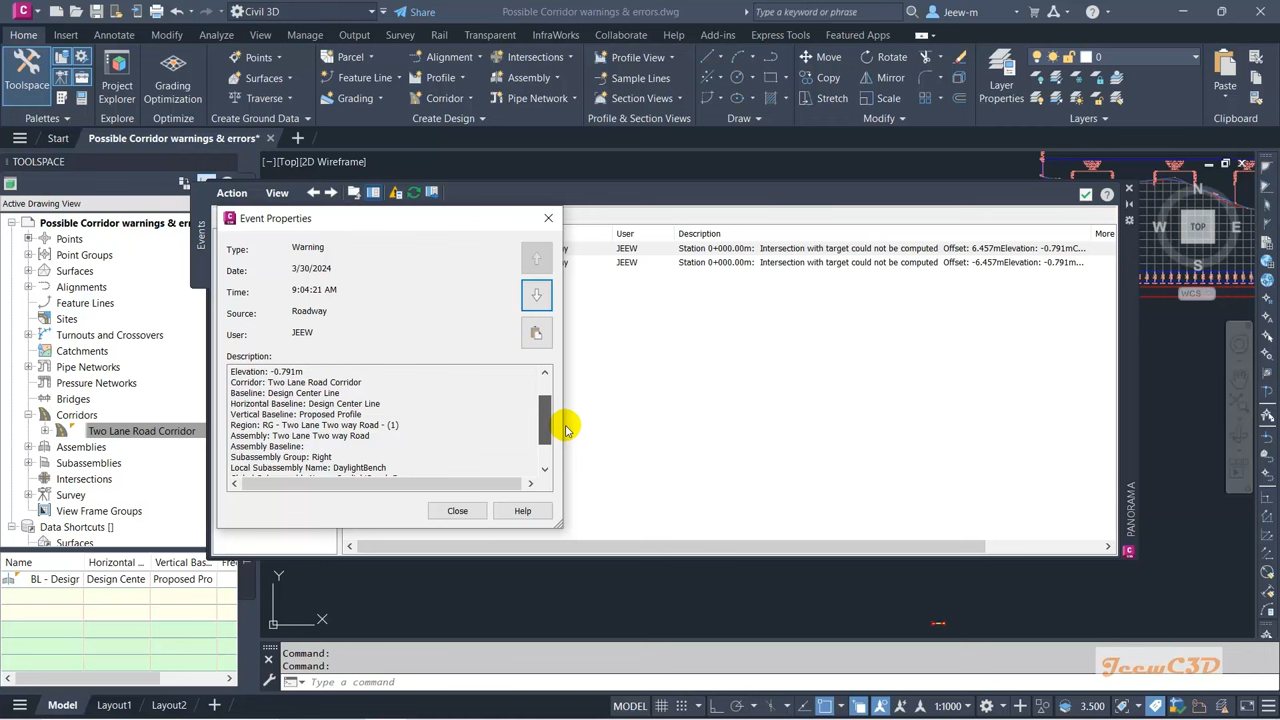 Civil 3D
Share
Possible Corridor warnings & errors.dwg
Type a keyword or phrase
Jeew-m
Home
Insert
Annotate
Modify
Analyze
View
Manage
Output
Survey
Rail
Transparent
InfraWorks
Collaborate
Help
Add-ins
Express Tools
Featured Apps
Toolspace
Project
Explorer
Grading
Optimization
Points
Surfaces
Traverse
Parcel
Feature Line
Grading
Alignment
Profile
Corridor
Intersections
Assembly
Pipe Network
Profile View
Sample Lines
Section Views
Move
Rotate
Copy
Mirror
Stretch
Scale
Layer
Properties
0
Paste
Palettes
Explore
Optimize
Create Ground Data
Create Design
Profile & Section Views
Draw
Modify
Layers
Clipboard
Start
Possible Corridor warnings & errors*
TOOLSPACE
[−][Top][2D Wireframe]
Active Drawing View
Possible Corridor warnings & er
Points
Point Groups
Surfaces
Alignments
Feature Lines
Sites
Turnouts and Crossovers
Catchments
Pipe Networks
Pressure Networks
Bridges
Corridors
Two Lane Road Corridor
Assemblies
Subassemblies
Intersections
Survey
View Frame Groups
Data Shortcuts []
Surfaces
Name
Horizontal ...
Vertical Bas...
Fre
BL - Desigr
Design Cente
Proposed Pro
Events
Action
View
User
Description
More
JEEW
Station 0+000.00m: Intersection with target could not be computed Offset: 6.457mElevation: -0.791mC...
JEEW
Station 0+000.00m: Intersection with target could not be computed Offset: -6.457mElevation: -0.791m...
PANORAMA
Event Properties
Type:
Warning
Date:
3/30/2024
Time:
9:04:21 AM
Source:
Roadway
User:
JEEW
Description:
Elevation: -0.791m
Corridor: Two Lane Road Corridor
Baseline: Design Center Line
Horizontal Baseline: Design Center Line
Vertical Baseline: Proposed Profile
Region: RG - Two Lane Two way Road - (1)
Assembly: Two Lane Two way Road
Assembly Baseline:
Subassembly Group: Right
Local Subassembly Name: DaylightBench
Close
Help
N
W
TOP
E
S
WCS
Y
X
Command:
Command:
Type a command
JeewC3D
Model
Layout1
Layout2
MODEL
1:1000
3.500